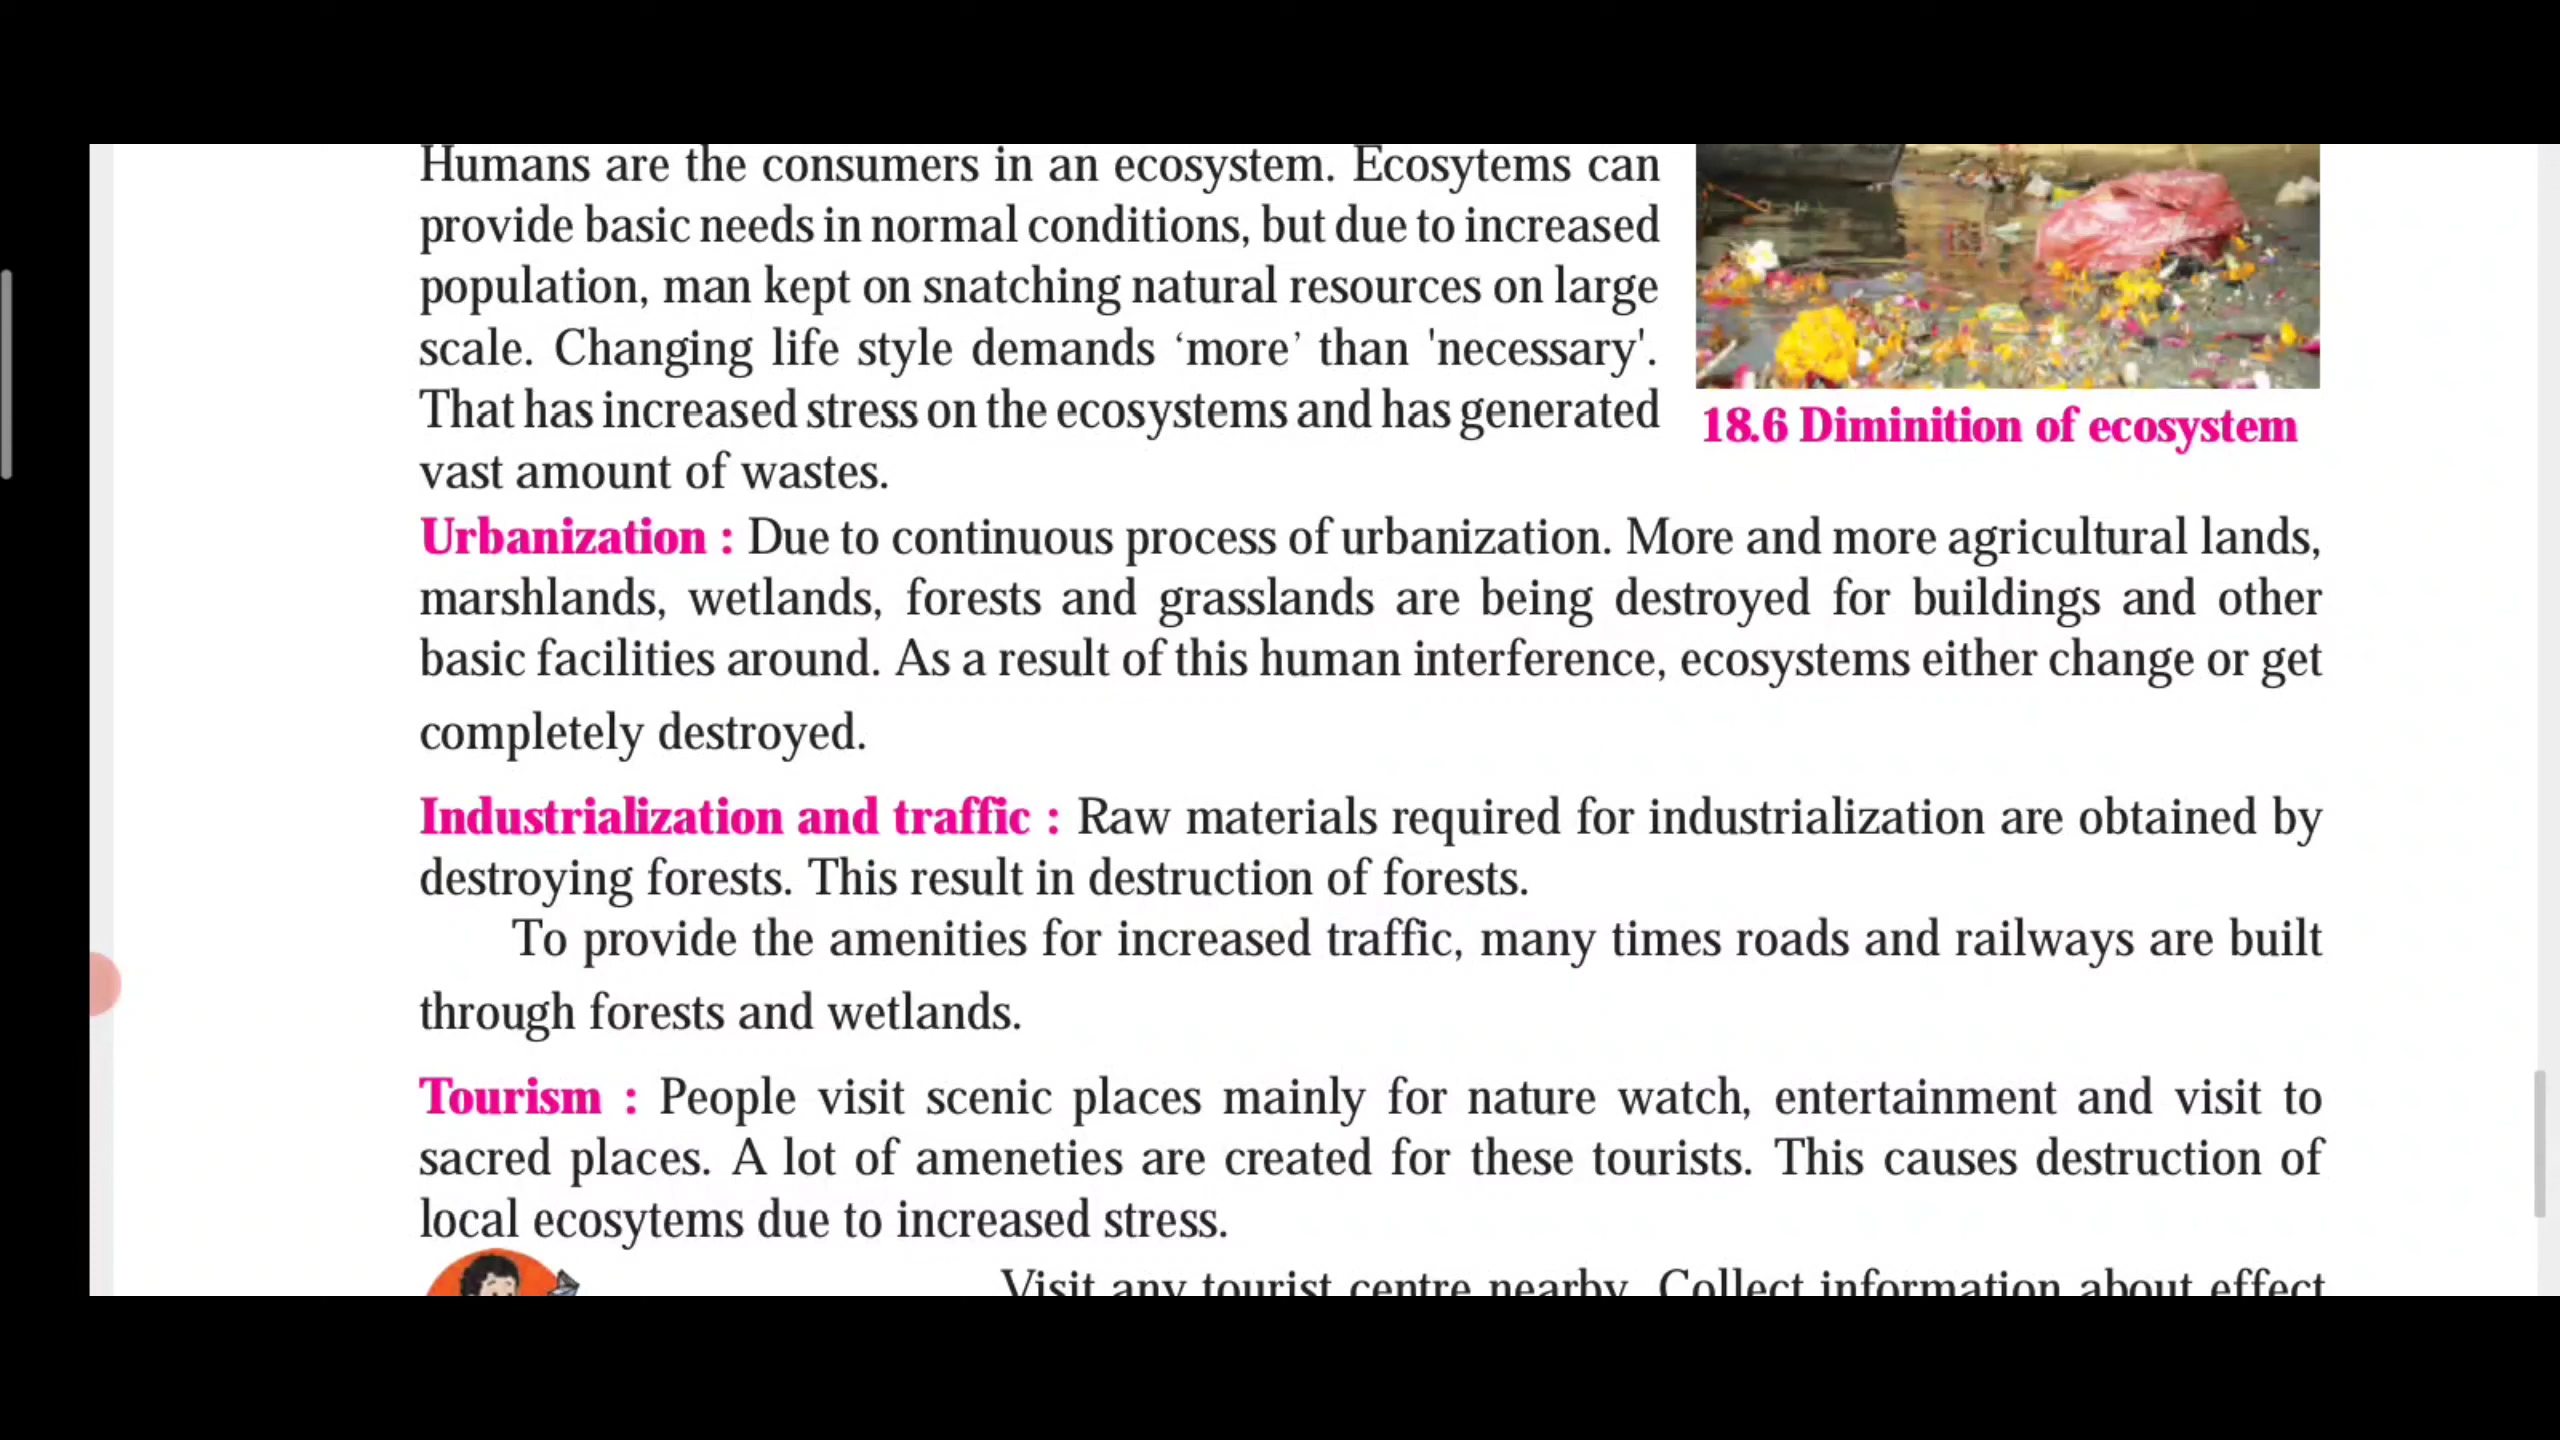 Humans are the consumers in an ecosystem. Ecosytems can
provide basic needs in normal conditions, but due to increased
population, man kept on snatching natural resources on large
scale. Changing life style demands ‘more’ than 'necessary'.
That has increased stress on the ecosystems and has generated
vast amount of wastes.
18.6 Diminition of ecosystem
Urbanization : Due to continuous process of urbanization. More and more agricultural lands,
marshlands, wetlands, forests and grasslands are being destroyed for buildings and other
basic facilities around. As a result of this human interference, ecosystems either change or get
completely destroyed.
Industrialization and traffic : Raw materials required for industrialization are obtained by
destroying forests. This result in destruction of forests.
To provide the amenities for increased traffic, many times roads and railways are built
through forests and wetlands.
Tourism : People visit scenic places mainly for nature watch, entertainment and visit to
sacred places. A lot of ameneties are created for these tourists. This causes destruction of
local ecosytems due to increased stress.
Visit any tourist centre nearby. Collect information about effect